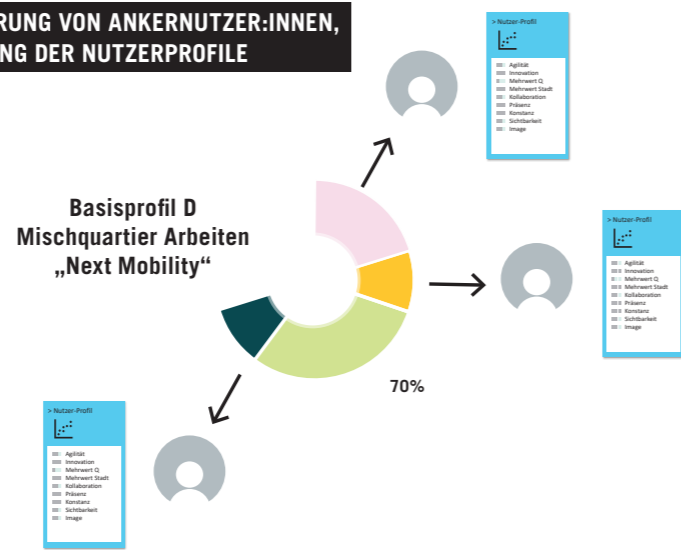 RUNG VON ANKERNUTZER:INNEN,
NG DER NUTZERPROFILE
> Nutzer-Profil
Agilität
Innovation
Mehrwert Q
Mehrwert Stadt
Kollaboration
Präsenz
Konstanz
Sichtbarkeit
Image
Basisprofil D
Mischquartier Arbeiten
„Next Mobility“
> Nutzer-Profil
Agilität
Innovation
Mehrwert Q
Mehrwert Stadt
Kollaboration
Präsenz
Konstanz
Sichtbarkeit
Image
70%
> Nutzer-Profil
Agilität
Innovation
Mehrwert Q
Mehrwert Stadt
Kollaboration
Präsenz
Konstanz
Sichtbarkeit
Image